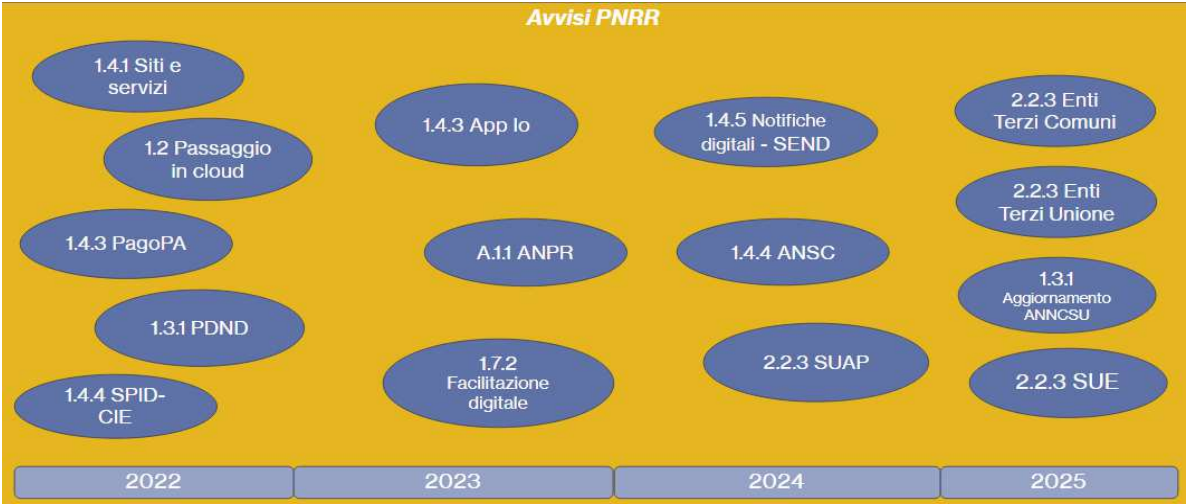 Avvisi PNRR
1.4.1 Siti e
servizi
1.2 Passaggio
in cloud
1.4.3 PagoPA
1.3.1 PDND
1.4.4 SPID-
CIE
1.4.3 App Io
A.1.1 ANPR
1.7.2
Facilitazione
digitale
1.4.5 Notifiche
digitali - SEND
1.4.4 ANSC
2.2.3 SUAP
2.2.3 Enti
Terzi Comuni
2.2.3 Enti
Terzi Unione
1.3.1
Aggiornamento
ANNCSU
2.2.3 SUE
2022
2023
2024
2025